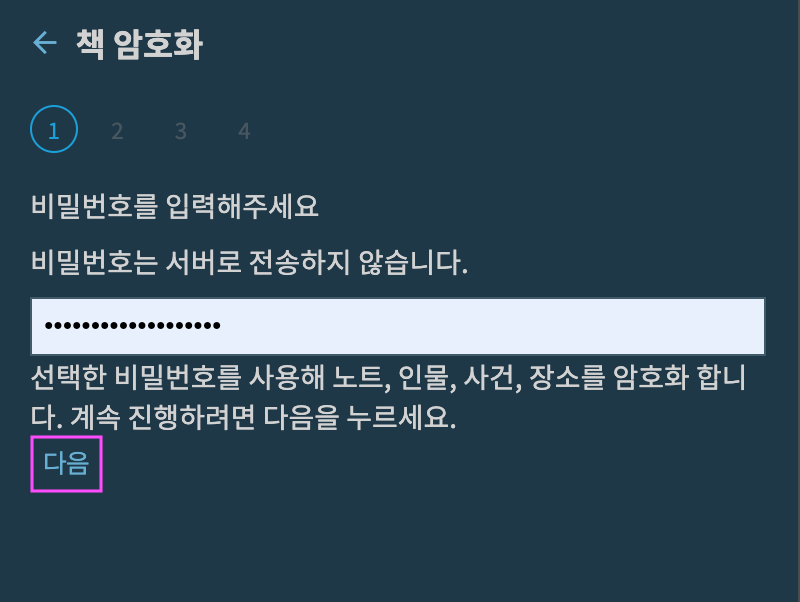 ← 책 암호화
1 2 3 4
비밀번호를 입력해주세요
비밀번호는 서버로 전송하지 않습니다.
•••••••••••••••••••
선택한 비밀번호를 사용해 노트, 인물, 사건, 장소를 암호화 합니
다. 계속 진행하려면 다음을 누르세요.
다음